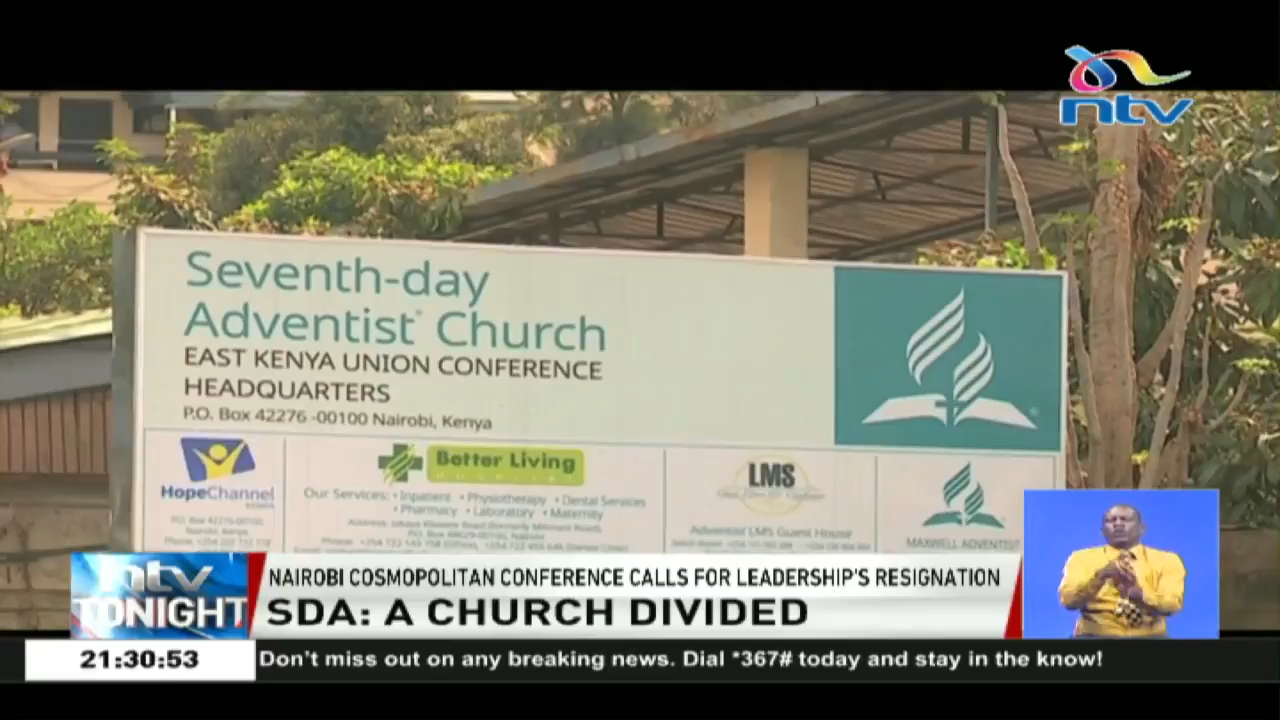 ntv
Seventh-day
Adventist® Church
EAST KENYA UNION CONFERENCE
HEADQUARTERS
P.O. Box 42276 -00100 Nairobi, Kenya
HopeChannel
Better Living
Our Services: • Inpatient • Physiotherapy • Dental Services
• Pharmacy • Laboratory • Maternity
LMS
Adventist LMS Guest House
MAXWELL ADVENTIST
ntv
TONIGHT
NAIROBI COSMOPOLITAN CONFERENCE CALLS FOR LEADERSHIP'S RESIGNATION
SDA: A CHURCH DIVIDED
21:30:53
Don't miss out on any breaking news. Dial *367# today and stay in the know!